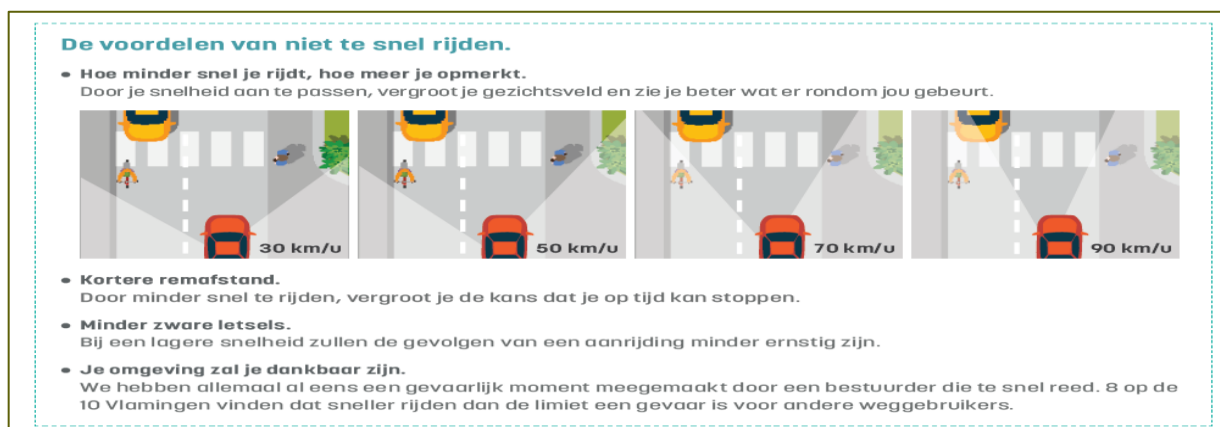 De voordelen van niet te snel rijden.
• Hoe minder snel je rijdt, hoe meer je opmerkt.
Door je snelheid aan te passen, vergroot je gezichtsveld en zie je beter wat er rondom jou gebeurt.
30 km/u
50 km/u
70 km/u
90 km/u
• Kortere remafstand.
Door minder snel te rijden, vergroot je de kans dat je op tijd kan stoppen.
• Minder zware letsels.
Bij een lagere snelheid zullen de gevolgen van een aanrijding minder ernstig zijn.
• Je omgeving zal je dankbaar zijn.
We hebben allemaal al eens een gevaarlijk moment meegemaakt door een bestuurder die te snel reed. 8 op de
10 Vlamingen vinden dat sneller rijden dan de limiet een gevaar is voor andere weggebruikers.